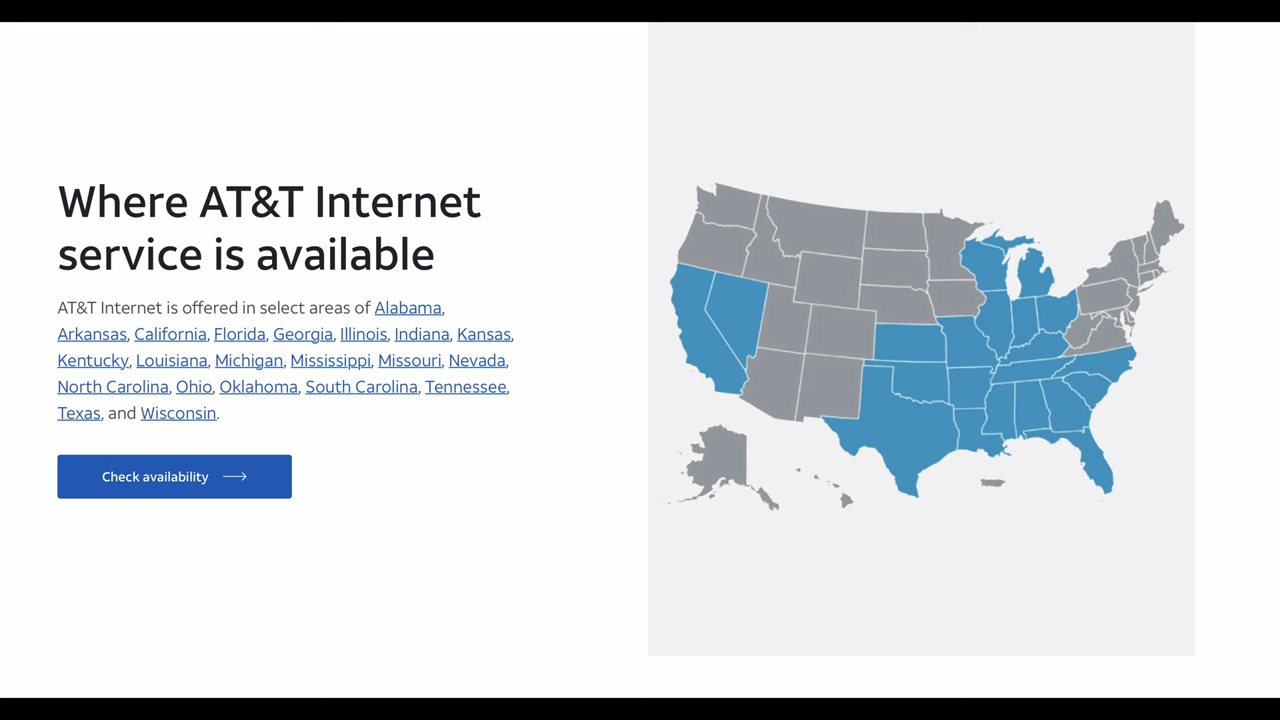 Where AT&T Internet
service is available
AT&T Internet is offered in select areas of Alabama,
Arkansas, California, Florida, Georgia, Illinois, Indiana, Kansas,
Kentucky, Louisiana, Michigan, Mississippi, Missouri, Nevada,
North Carolina, Ohio, Oklahoma, South Carolina, Tennessee,
Texas, and Wisconsin.
Check availability